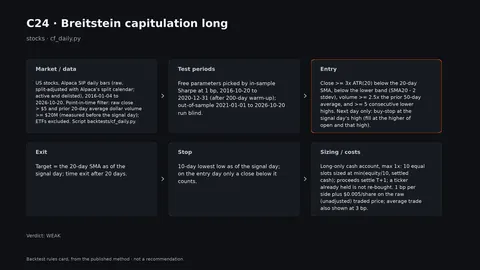 C24 · Breitstein capitulation long
stocks · cf_daily.py
Market / data
US stocks, Alpaca SIP daily bars (raw,
split-adjusted with Alpaca's split calendar;
active and delisted), 2016-01-04 to
2026-10-20. Point-in-time filter: raw close
> $5 and prior 20-day average dollar volume
>= $20M (measured before the signal day);
ETFs excluded. Script backtests/cf_daily.py.
Test periods
Free parameters picked by in-sample
Sharpe at 1 bp, 2016-10-20 to
2020-12-31 (after 200-day warm-up);
out-of-sample 2021-01-01 to 2026-10-20
run blind.
Entry
Close >= 3x ATR(20) below the 20-day
SMA, below the lower band (SMA20 - 2
stdev), volume >= 2.5x the prior 50-day
average, and >= 5 consecutive lower
highs. Next day only: buy-stop at the
signal day's high (fill at the higher of
open and that high).
Exit
Target = the 20-day SMA as of the
signal day; time exit after 20 days.
Stop
10-day lowest low as of the signal day;
on the entry day only a close below it
counts.
Sizing / costs
Long-only cash account, max 1x: 10 equal
slots sized at min(equity/10, settled
cash); proceeds settle T+1; a ticker
already held is not re-bought. 1 bp per
side plus $0.005/share on the raw
(unadjusted) traded price; average trade
also shown at 3 bp.
Verdict: WEAK
Backtest rules card, from the published method · not a recommendation.